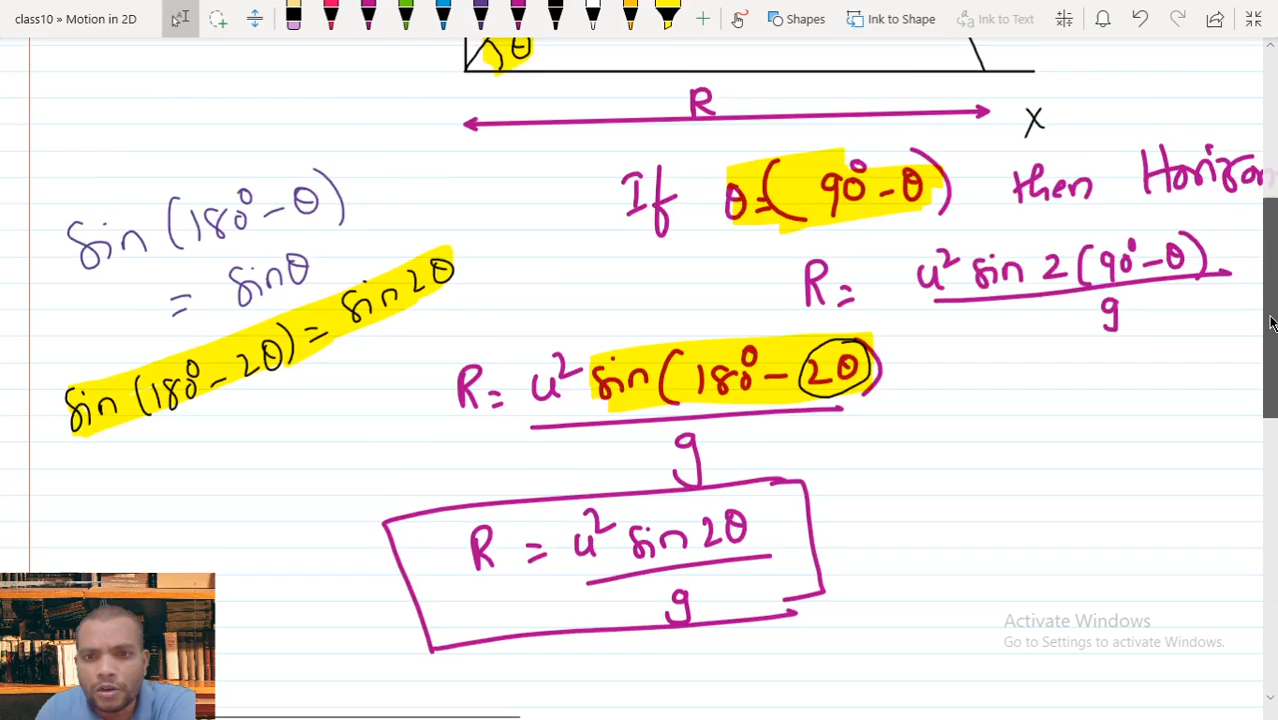 class10 » Motion in 2D
Shapes
Ink to Shape
Ink to Text
θ
R
X
If θ=(90° - θ) then
R= u² sin 2(90°-θ)
g
sin (180° - θ)
= sinθ
sin (180° - 2θ) = sin2θ
R= u² sin(180° - 2θ)
g
R = u² sin 2θ
g
Activate Windows
Go to Settings to activate Windows.